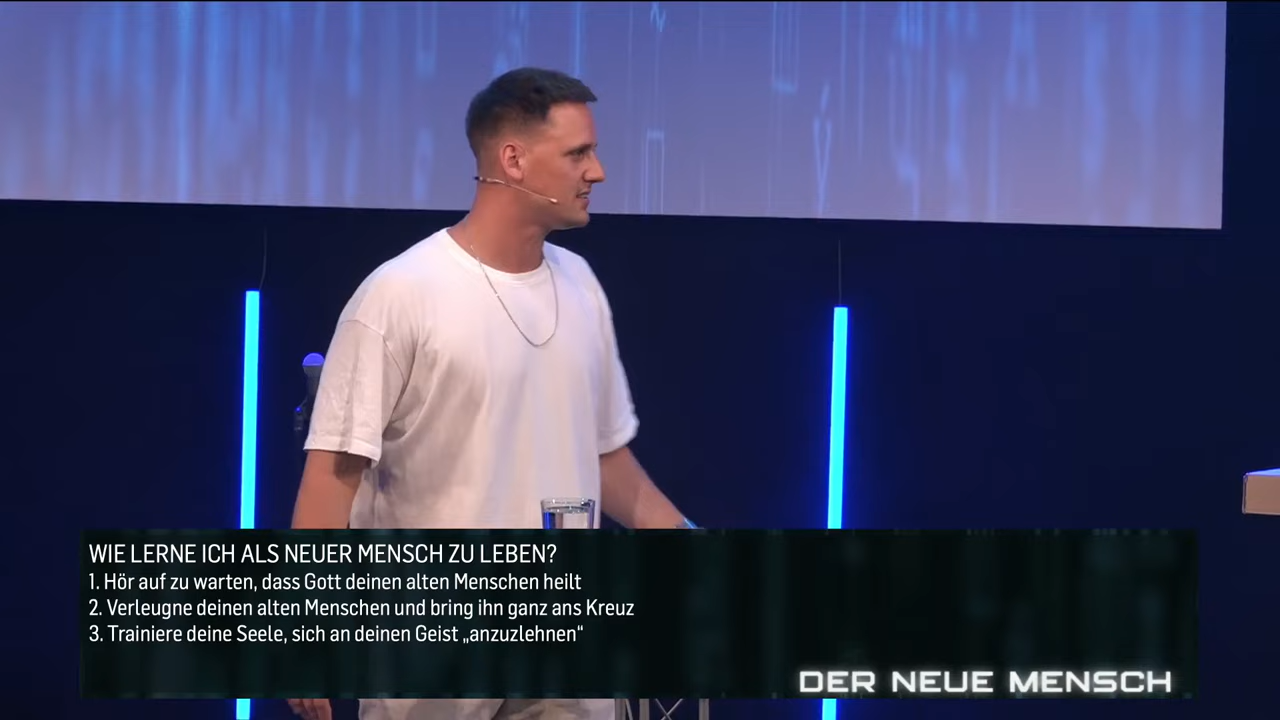 WIE LERNE ICH ALS NEUER MENSCH ZU LEBEN?
1. Hör auf zu warten, dass Gott deinen alten Menschen heilt
2. Verleugne deinen alten Menschen und bring ihn ganz ans Kreuz
3. Trainiere deine Seele, sich an deinen Geist „anzuzlehnen“
DER NEUE MENSCH